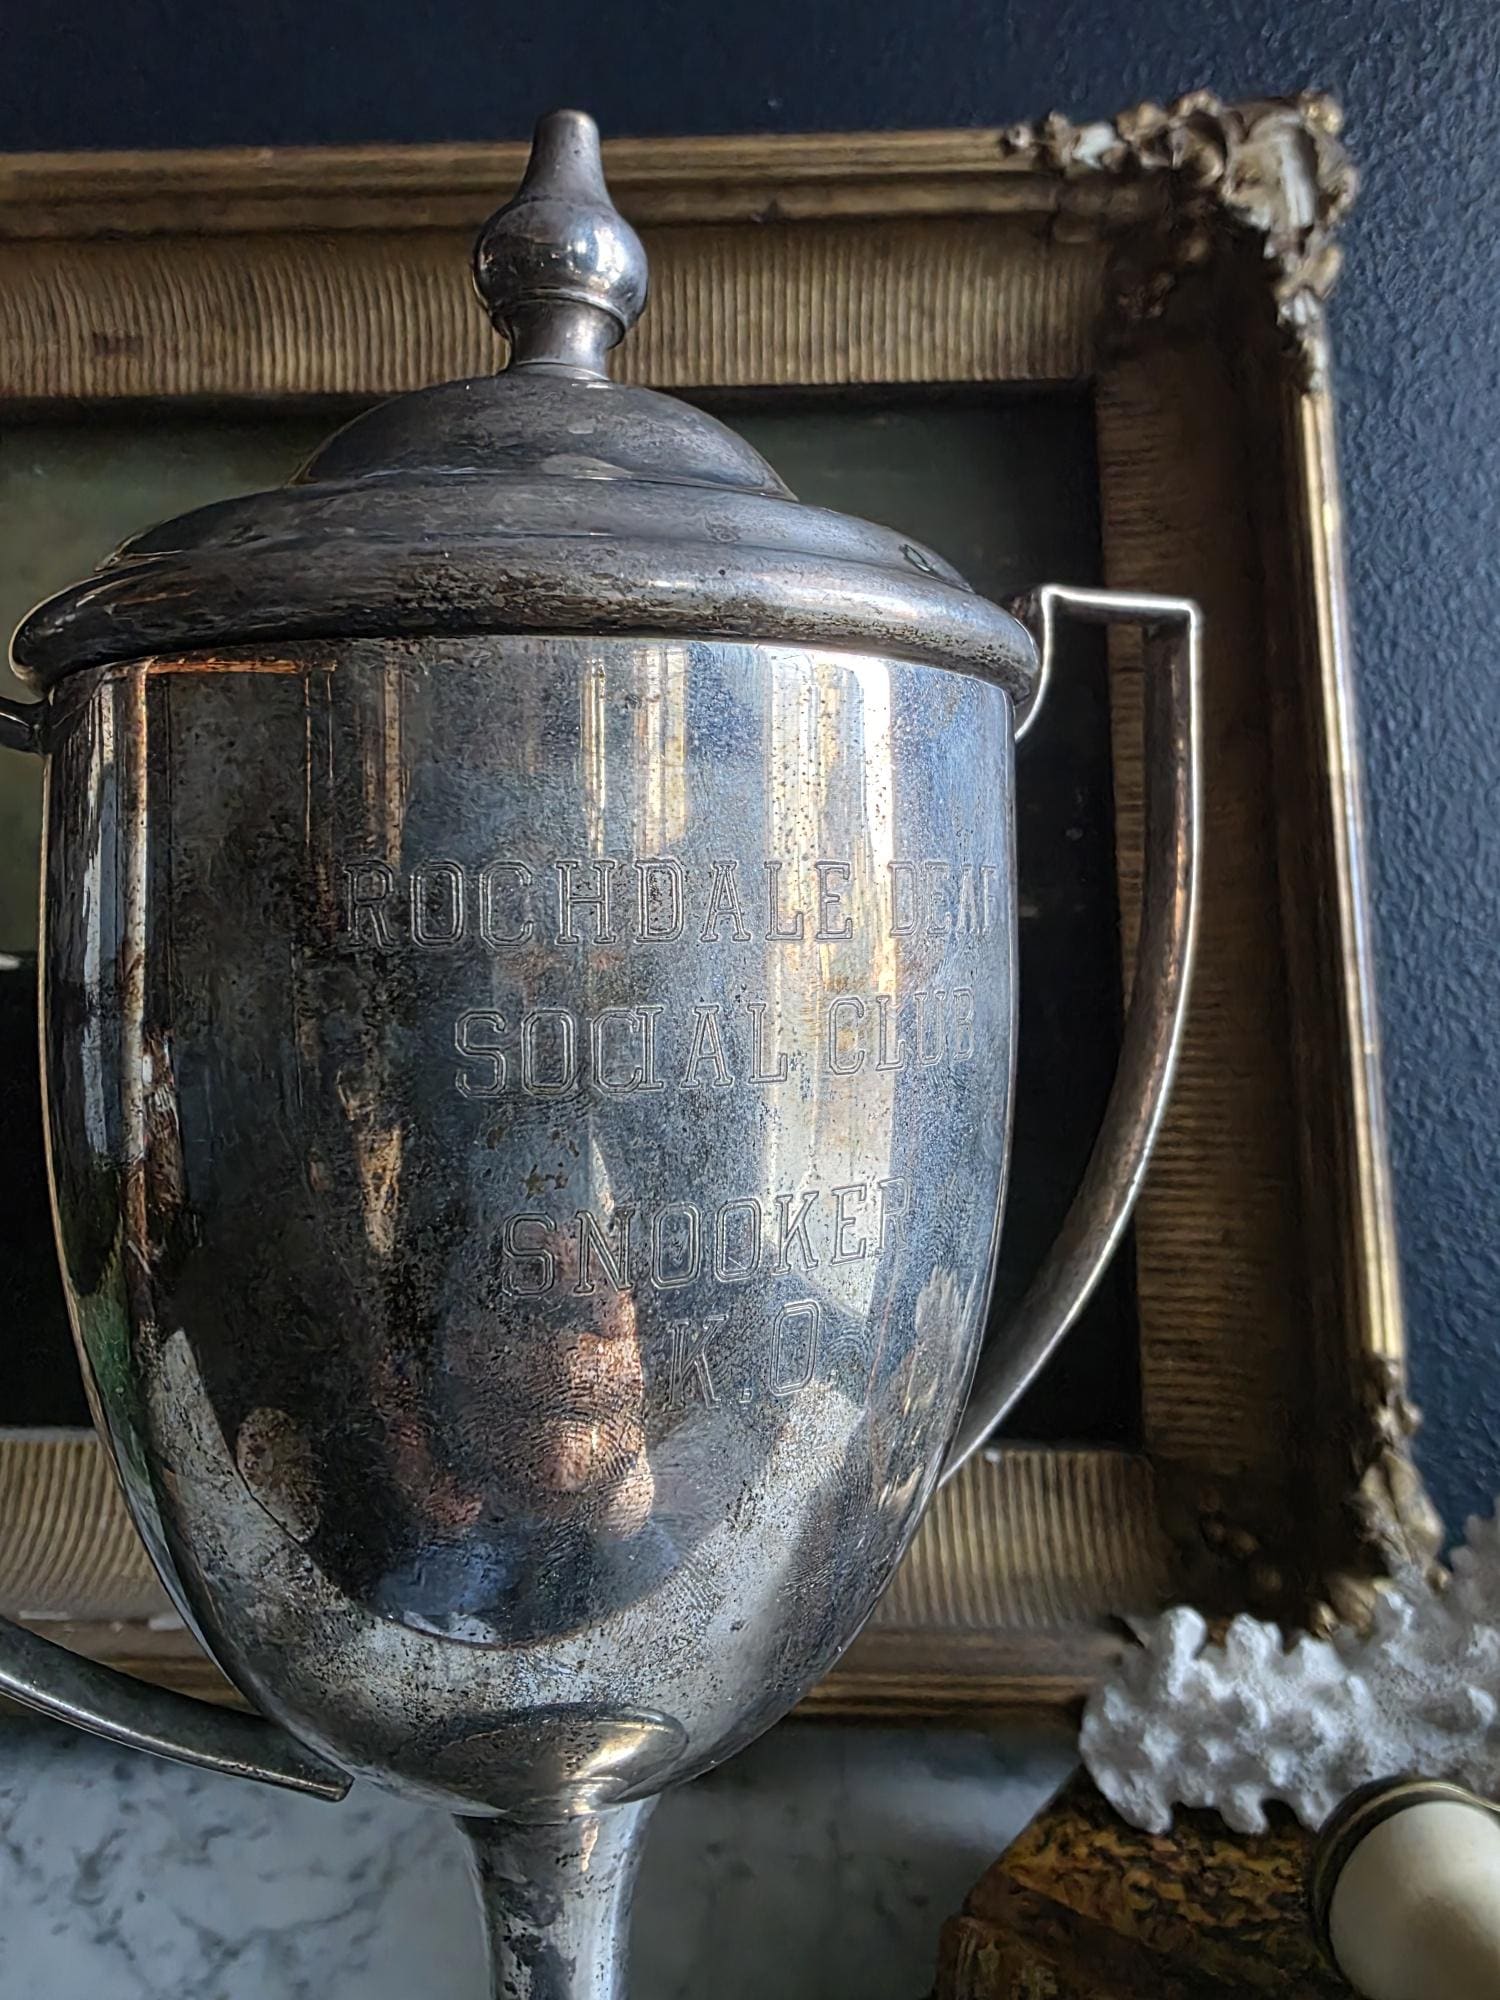 ROCHDALE DEAF
SOCIAL CLUB
SNOOKER
K.O.